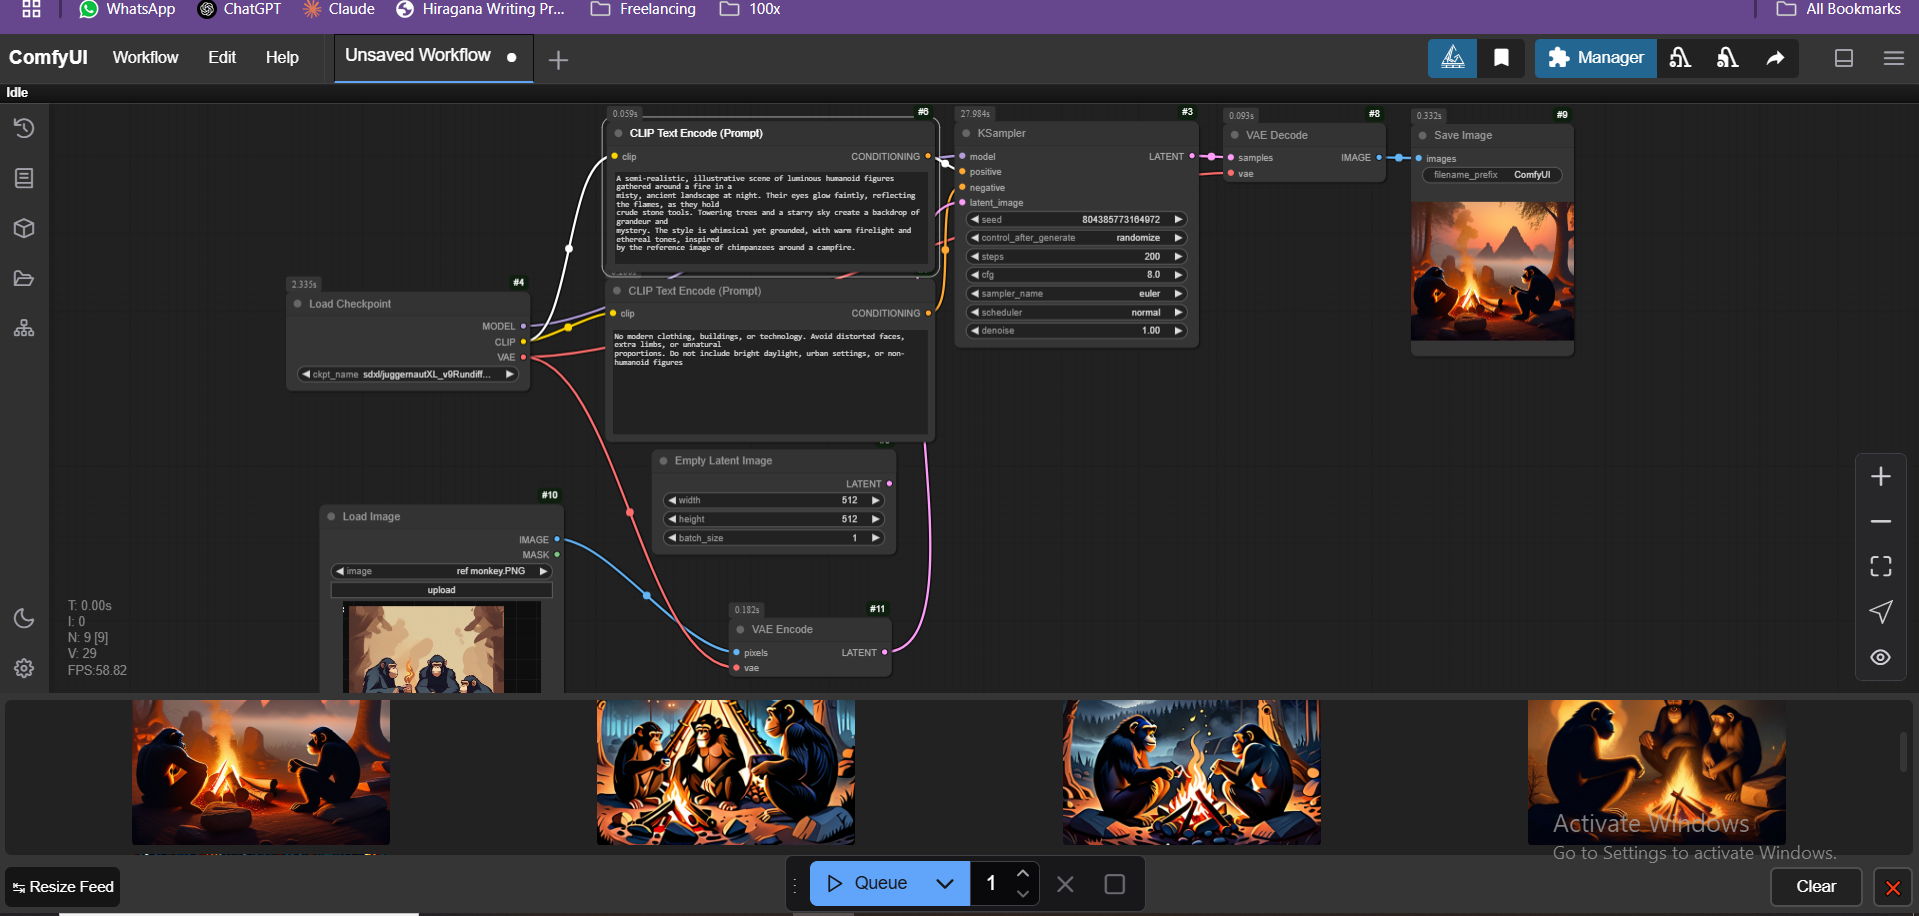 WhatsApp
ChatGPT
Claude
Hiragana Writing Pr...
Freelancing
100x
All Bookmarks
ComfyUI
Workflow
Edit
Help
Unsaved Workflow
Manager
Idle
0.059s
#6
CLIP Text Encode (Prompt)
clip
CONDITIONING
A semi-realistic, illustrative scene of luminous humanoid figures
gathered around a fire in a
misty, ancient landscape at night. Their eyes glow faintly, reflecting
the flames, as they hold
crude stone tools. Towering trees and a starry sky create a backdrop of
grandeur and
mystery. The style is whimsical yet grounded, with warm firelight and
ethereal tones, inspired
by the reference image of chimpanzees around a campfire.
27.984s
#3
KSampler
model
LATENT
positive
negative
latent_image
seed 804385773164972
control_after_generate randomize
steps 200
cfg 8.0
sampler_name euler
scheduler normal
denoise 1.00
0.093s
#8
VAE Decode
samples
IMAGE
vae
0.332s
#9
Save Image
images
filename_prefix ComfyUI
2.335s
#4
Load Checkpoint
MODEL
CLIP
VAE
ckpt_name sdxl/juggernautXL_v9Rundiff...
CLIP Text Encode (Prompt)
clip
CONDITIONING
No modern clothing, buildings, or technology. Avoid distorted faces,
extra limbs, or unnatural
proportions. Do not include bright daylight, urban settings, or non-
humanoid figures
Empty Latent Image
LATENT
width 512
height 512
batch_size 1
#10
Load Image
IMAGE
MASK
image ref monkey.PNG
upload
0.182s
#11
VAE Encode
pixels
LATENT
vae
T: 0.00s
I: 0
N: 9 [9]
V: 29
FPS:58.82
Activate Windows
Go to Settings to activate Windows.
Resize Feed
Queue
1
Clear